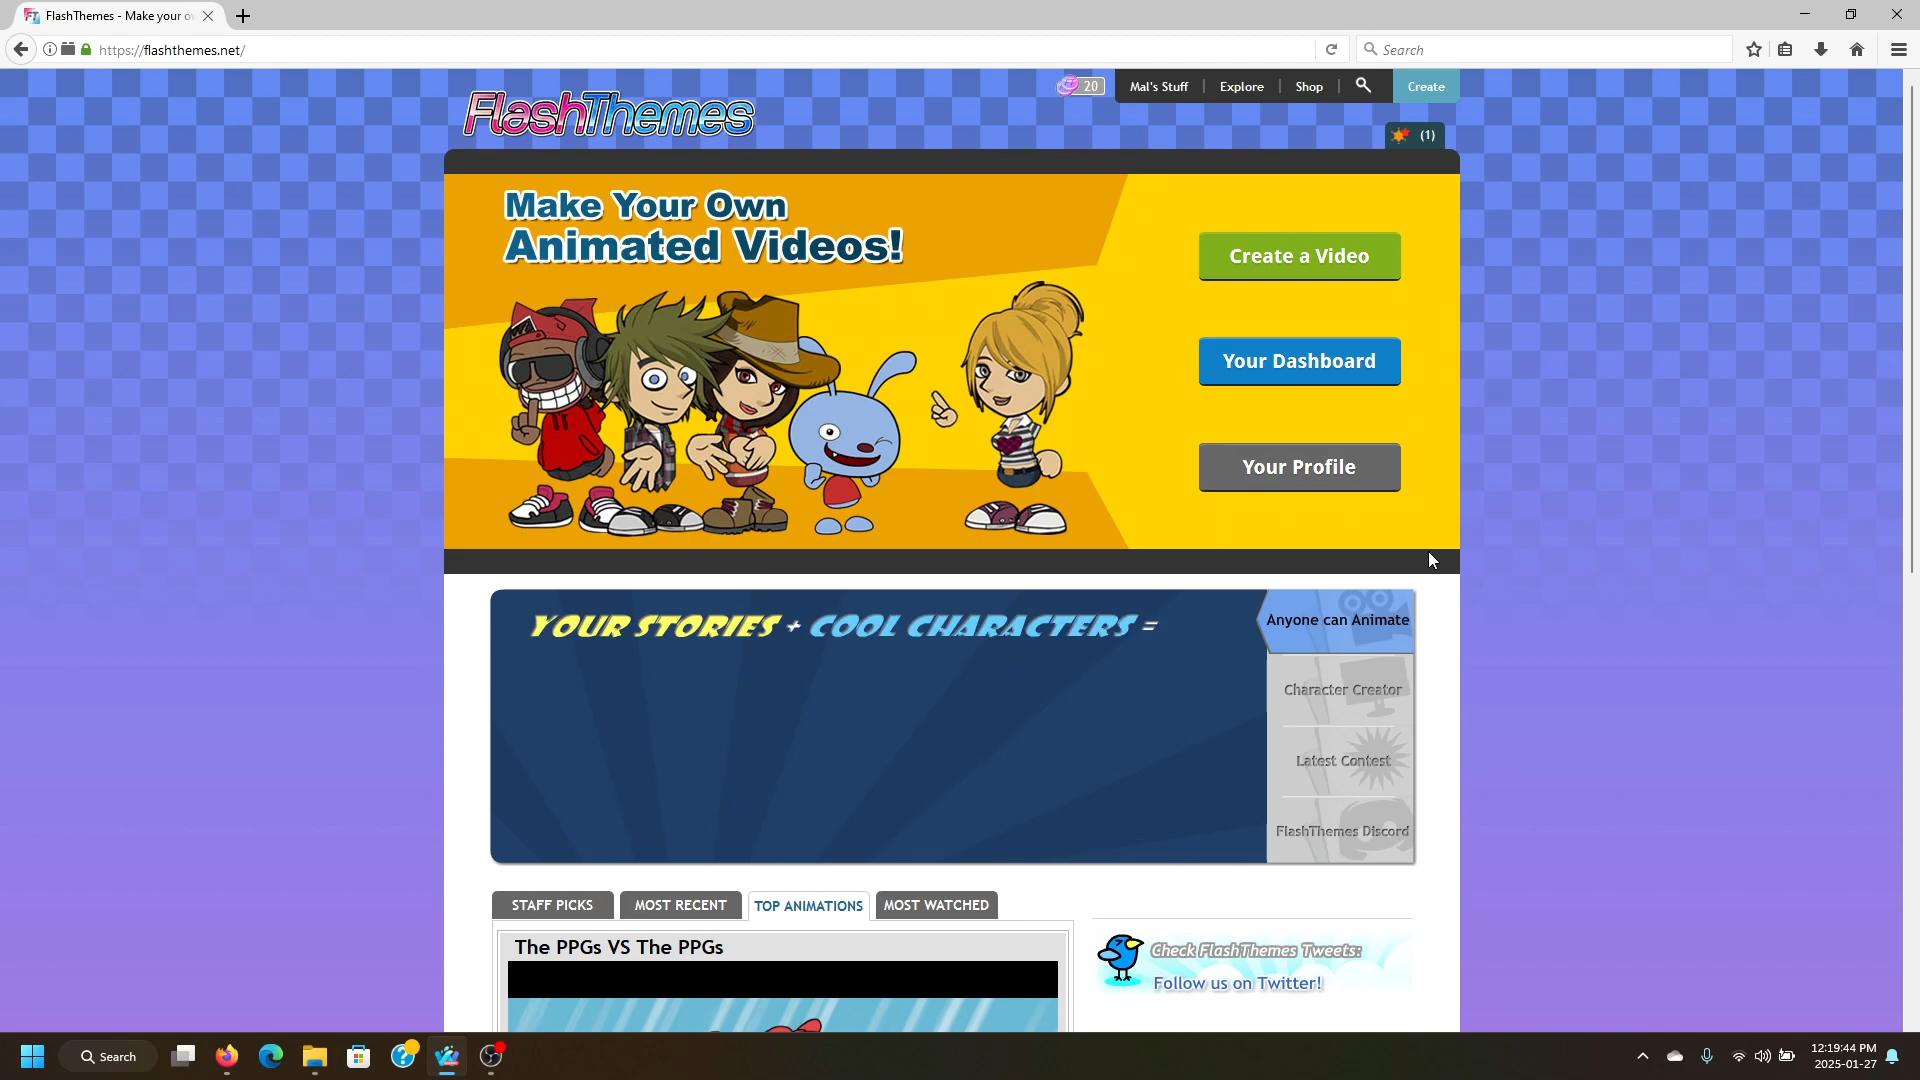 FlashThemes - Make your o
https://flashthemes.net/
Search
FlashThemes
20
Mal's Stuff
Explore
Shop
Create
(1)
Make Your Own
Animated Videos!
Create a Video
Your Dashboard
Your Profile
YOUR STORIES + COOL CHARACTERS =
Anyone can Animate
Character Creator
Latest Contest
FlashThemes Discord
STAFF PICKS
MOST RECENT
TOP ANIMATIONS
MOST WATCHED
The PPGs VS The PPGs
Check FlashThemes Tweets:
Follow us on Twitter!
Search
12:19:44 PM
2025-01-27